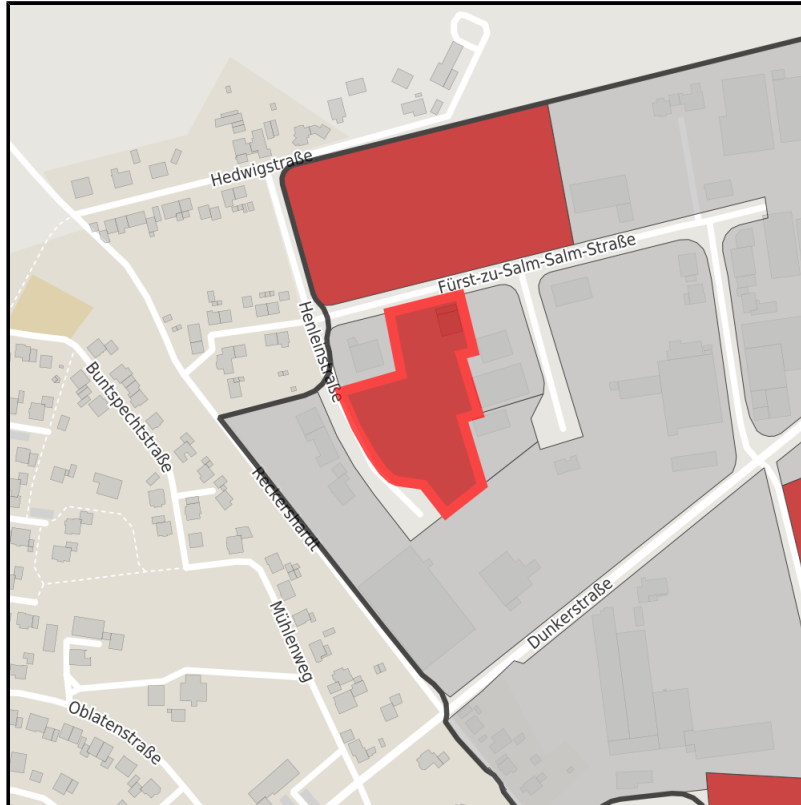 Hedwigstraße
Fürst-zu-Salm-Salm-Straße
Henleinstraße
Buntspechtstraße
Reckershardt
Dunkerstraße
Mühlenweg
Oblatenstraße